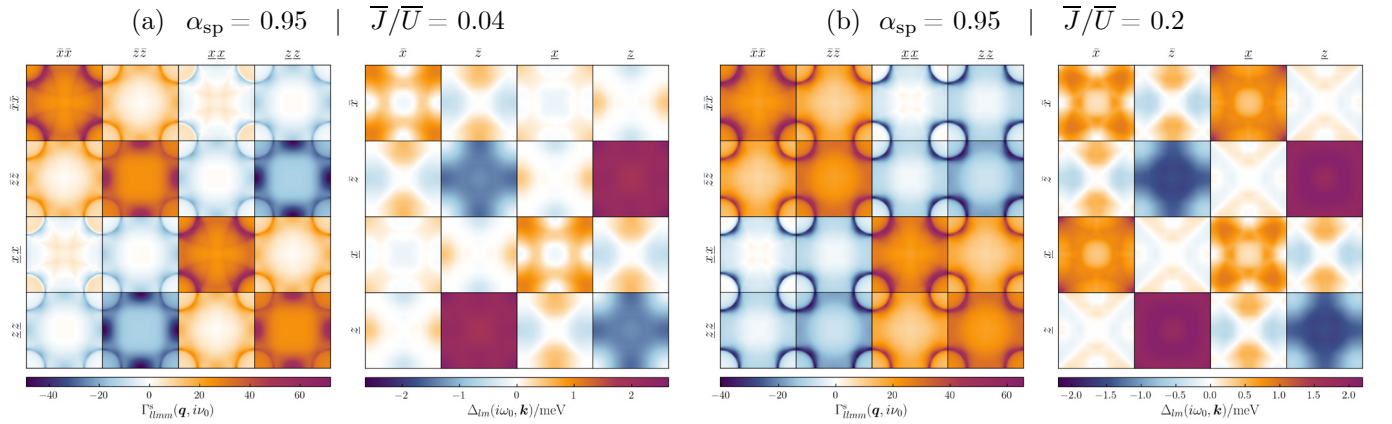 (a) α_sp = 0.95 | J̅/U̅ = 0.04
(b) α_sp = 0.95 | J̅/U̅ = 0.2
x̄x̄ z̄z̄ x̲x̲ z̲z̲
x̄ z̄ x̲ z̲
x̄x̄ z̄z̄ x̲x̲ z̲z̲
x̄ z̄ x̲ z̲
x̄x̄
x̄
x̄x̄
x̄
z̄z̄
z̄
z̄z̄
z̄
x̲x̲
x̲
x̲x̲
x̲
z̲z̲
z̲
z̲z̲
z̲
−40 −20 0 20 40 60
−2 −1 0 1 2
−40 −20 0 20 40 60
−2.0 −1.5 −1.0 −0.5 0.0 0.5 1.0 1.5 2.0
Γ^s_llmm(q, iν₀)
Δ_lm(iω₀, k)/meV
Γ^s_llmm(q, iν₀)
Δ_lm(iω₀, k)/meV